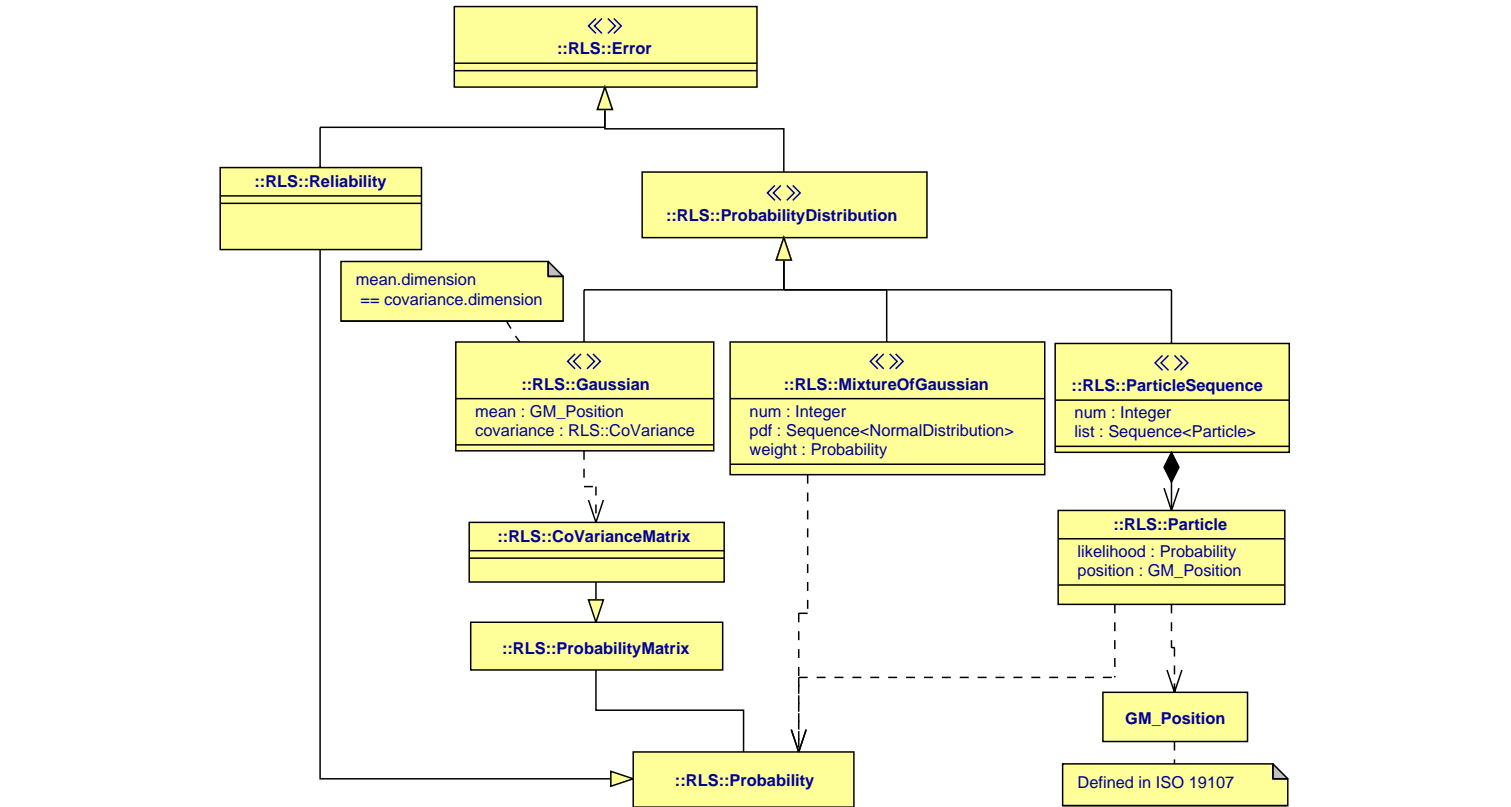 ≪ ≫
::RLS::Error
::RLS::Reliability
≪ ≫
::RLS::ProbabilityDistribution
mean.dimension
== covariance.dimension
≪ ≫
::RLS::Gaussian
mean : GM_Position
covariance : RLS::CoVariance
≪ ≫
::RLS::MixtureOfGaussian
num : Integer
pdf : Sequence<NormalDistribution>
weight : Probability
≪ ≫
::RLS::ParticleSequence
num : Integer
list : Sequence<Particle>
::RLS::CoVarianceMatrix
::RLS::Particle
likelihood : Probability
position : GM_Position
::RLS::ProbabilityMatrix
GM_Position
::RLS::Probability
Defined in ISO 19107